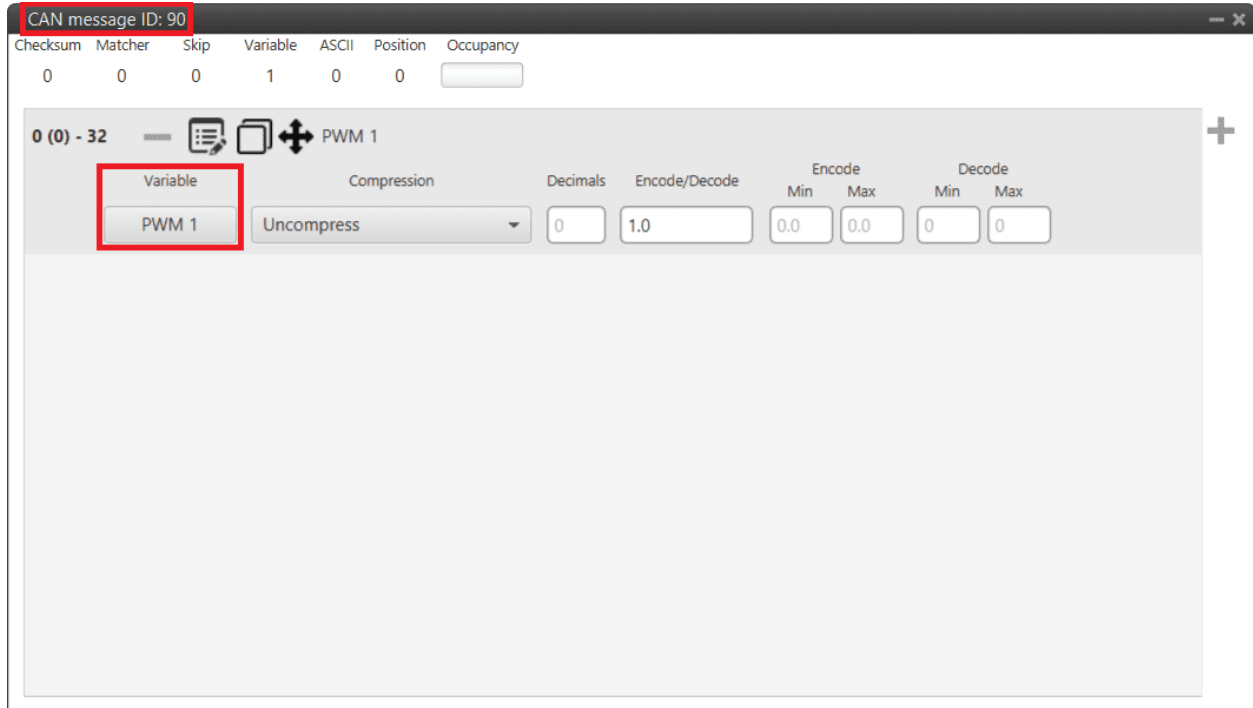 CAN message ID: 90
Checksum Matcher Skip Variable ASCII Position Occupancy
0 0 0 1 0 0
0 (0) - 32 PWM 1
Variable Compression Decimals Encode/Decode Encode Decode
Min Max Min Max
PWM 1 Uncompress 0 1.0 0.0 0.0 0 0